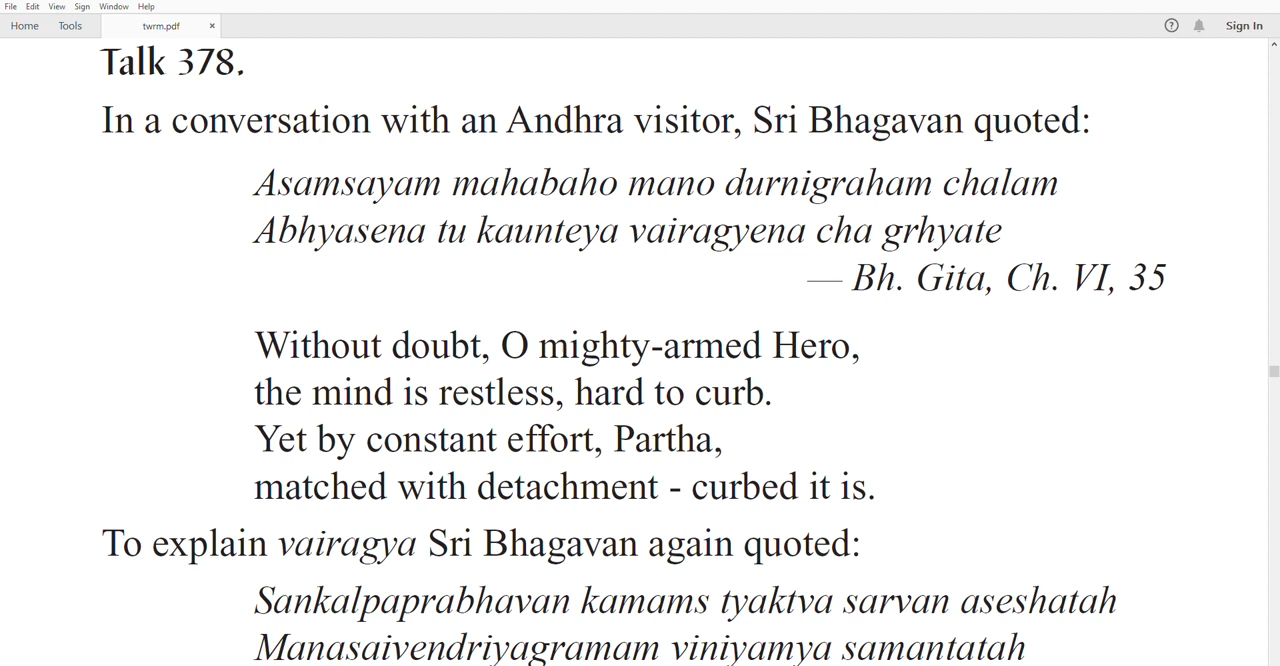 File Edit View Sign Window Help
Home Tools twrm.pdf × ? Sign In
Talk 378.
In a conversation with an Andhra visitor, Sri Bhagavan quoted:
Asamsayam mahabaho mano durnigraham chalam
Abhyasena tu kaunteya vairagyena cha grhyate
— Bh. Gita, Ch. VI, 35
Without doubt, O mighty-armed Hero,
the mind is restless, hard to curb.
Yet by constant effort, Partha,
matched with detachment - curbed it is.
To explain vairagya Sri Bhagavan again quoted:
Sankalpaprabhavan kamams tyaktva sarvan aseshatah
Manasaivendriyagramam viniyamya samantatah